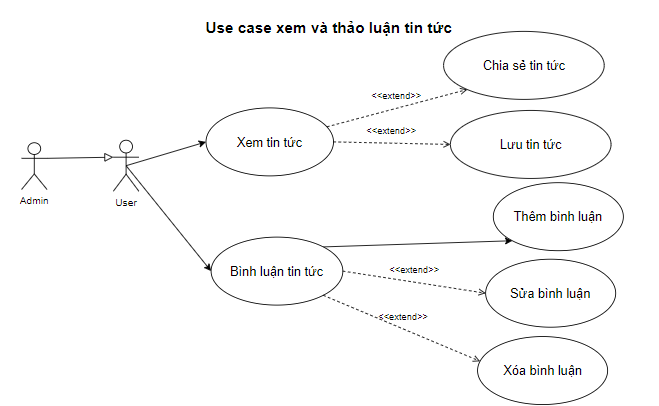 Use case xem và thảo luận tin tức
Chia sẻ tin tức
<<extend>>
<<extend>>
Xem tin tức
Lưu tin tức
Admin
User
Thêm bình luận
Bình luận tin tức
<<extend>>
Sửa bình luận
<<extend>>
Xóa bình luận